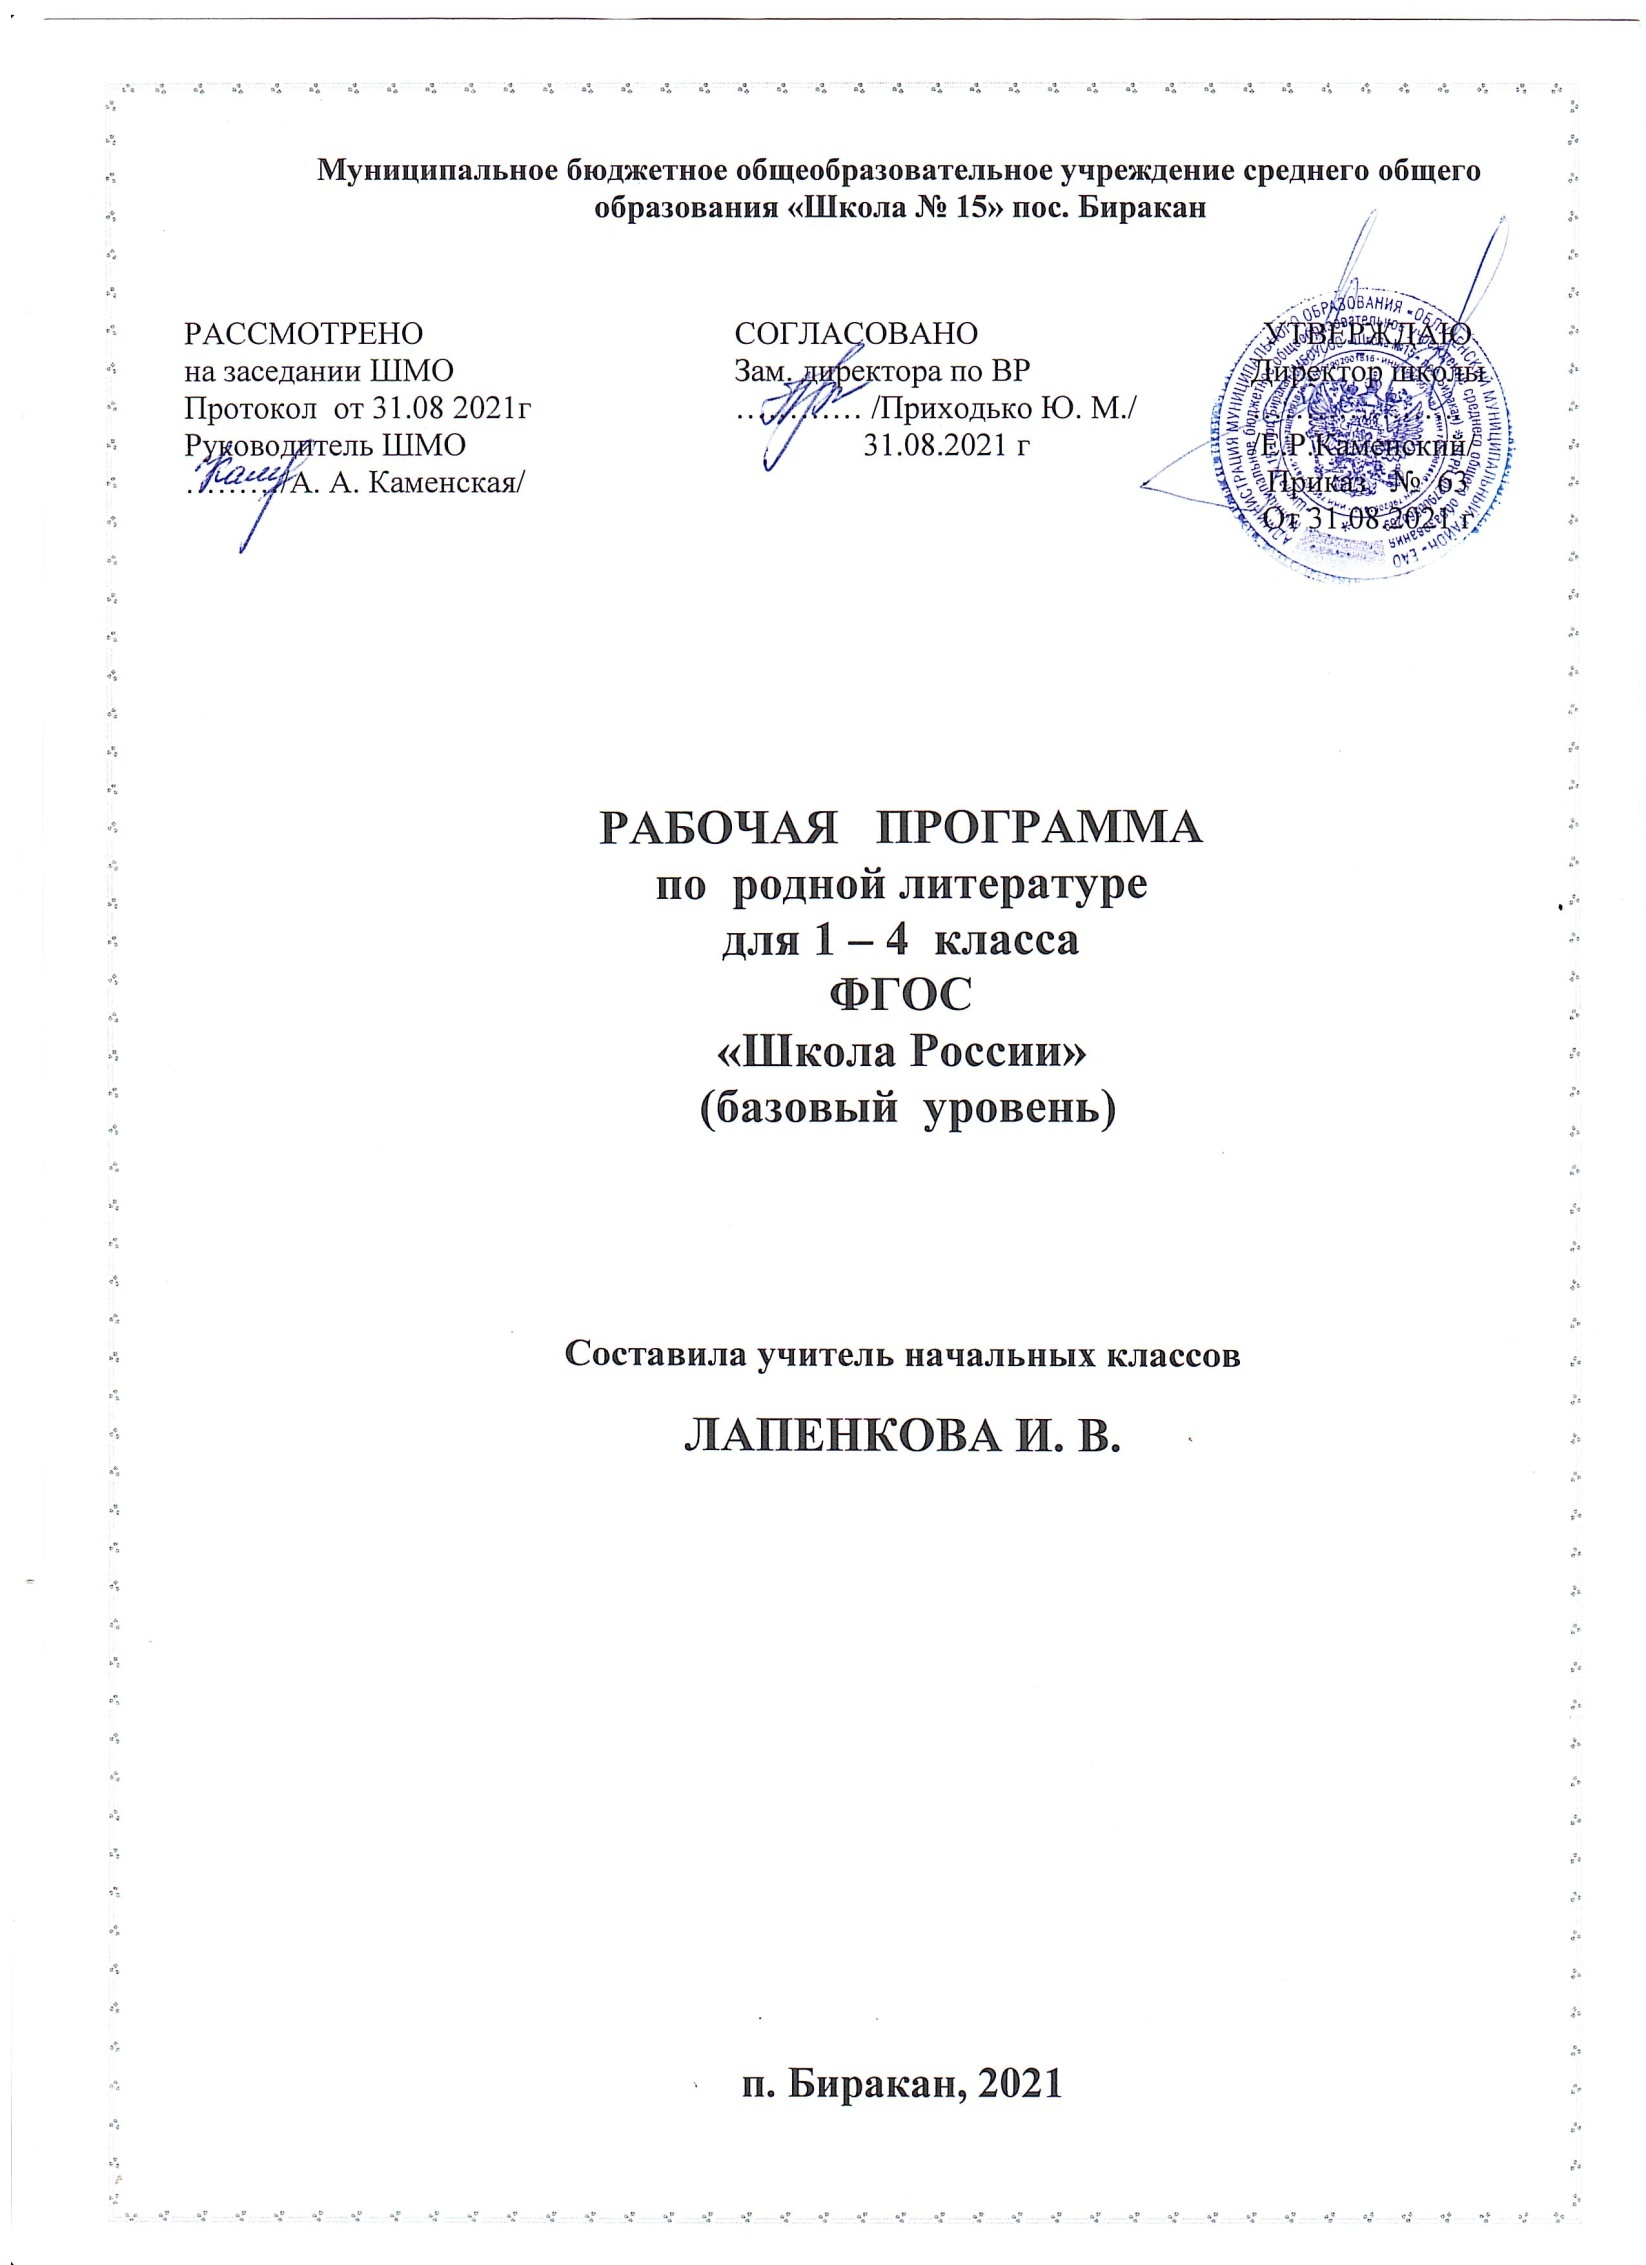 Муниципальное бюджетное общеобразовательное учреждение среднего общего
образования «Школа № 15» пос. Биракан
РАССМОТРЕНО
на заседании ШМО
Протокол от 31.08 2021г
Руководитель ШМО
………./А. А. Каменская/
СОГЛАСОВАНО
Зам. директора по ВР
………… /Приходько Ю. М./
31.08.2021 г
УТВЕРЖДАЮ
Директор школы
/Е.Р.Каменский/
Приказ № 63
От 31.08.2021 г
РАБОЧАЯ ПРОГРАММА
по родной литературе
для 1 – 4 класса
ФГОС
«Школа России»
(базовый уровень)
Составила учитель начальных классов
ЛАПЕНКОВА И. В.
п. Биракан, 2021